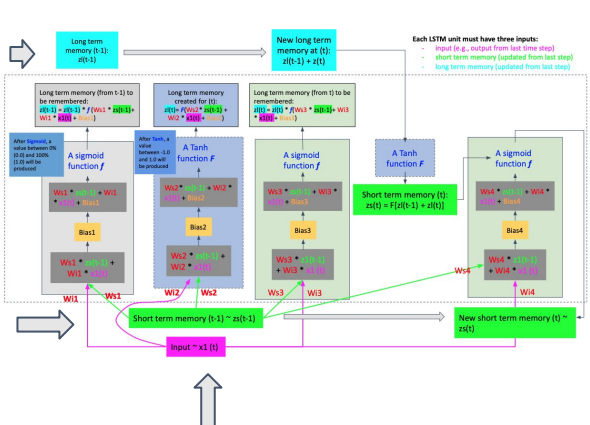 Each LSTM unit must have three inputs:
- input (e.g., output from last time step)
- short term memory (updated from last step)
- long term memory (updated from last step)
Long term
memory (t-1):
zl(t-1)
New long term
memory at (t):
zl(t-1) + z(t)
Long term memory (from t-1) to
be remembered:
zl(t-1) = zl(t-1) * f(Ws1 * zs(t-1)+
Wi1 * x1(t) + Bias1)
Long term memory
created for (t):
zl(t)= F(Ws2* zs(t-1)+
Wi2 * x1(t) + Bias2)
Long term memory (from t) to be
remembered:
zl(t) = zl(t) * f(Ws3* zs(t-1)+ Wi3
* x1(t) + Bias3)
After Sigmoid, a
value between 0%
(0.0) and 100%
(1.0) will be
produced
A sigmoid
function f
After Tanh, a
value between -1.0
and 1.0 will be
produced
A Tanh
function F
A sigmoid
function f
A Tanh
function F
A sigmoid
function f
Ws1 * zs(t-1) + Wi1
* x1(t) + Bias1
Ws2 * zs(t-1) + Wi2 *
x1(t) + Bias2
Ws3 * zs(t-1) + Wi3 *
x1(t) + Bias3
Short term memory (t):
zs(t) = F[zl(t-1) + zl(t)]
Ws4 * zs(t-1) + Wi4 *
x1(t) + Bias4
Bias1
Bias2
Bias3
Bias4
Ws1 * zs(t-1) +
Wi1 * x1(t)
Ws2 * zs(t-1) +
Wi2 * x1(t)
Ws3 * z1(t-1)
+ Wi3 * x1 (t)
Ws4 * z1(t-1)
+ Wi4 * x1 (t)
Wi1
Ws1
Wi2
Ws2
Ws3
Wi3
Ws4
Wi4
Short term memory (t-1) ~ zs(t-1)
New short term memory (t) ~
zs(t)
Input ~ x1 (t)